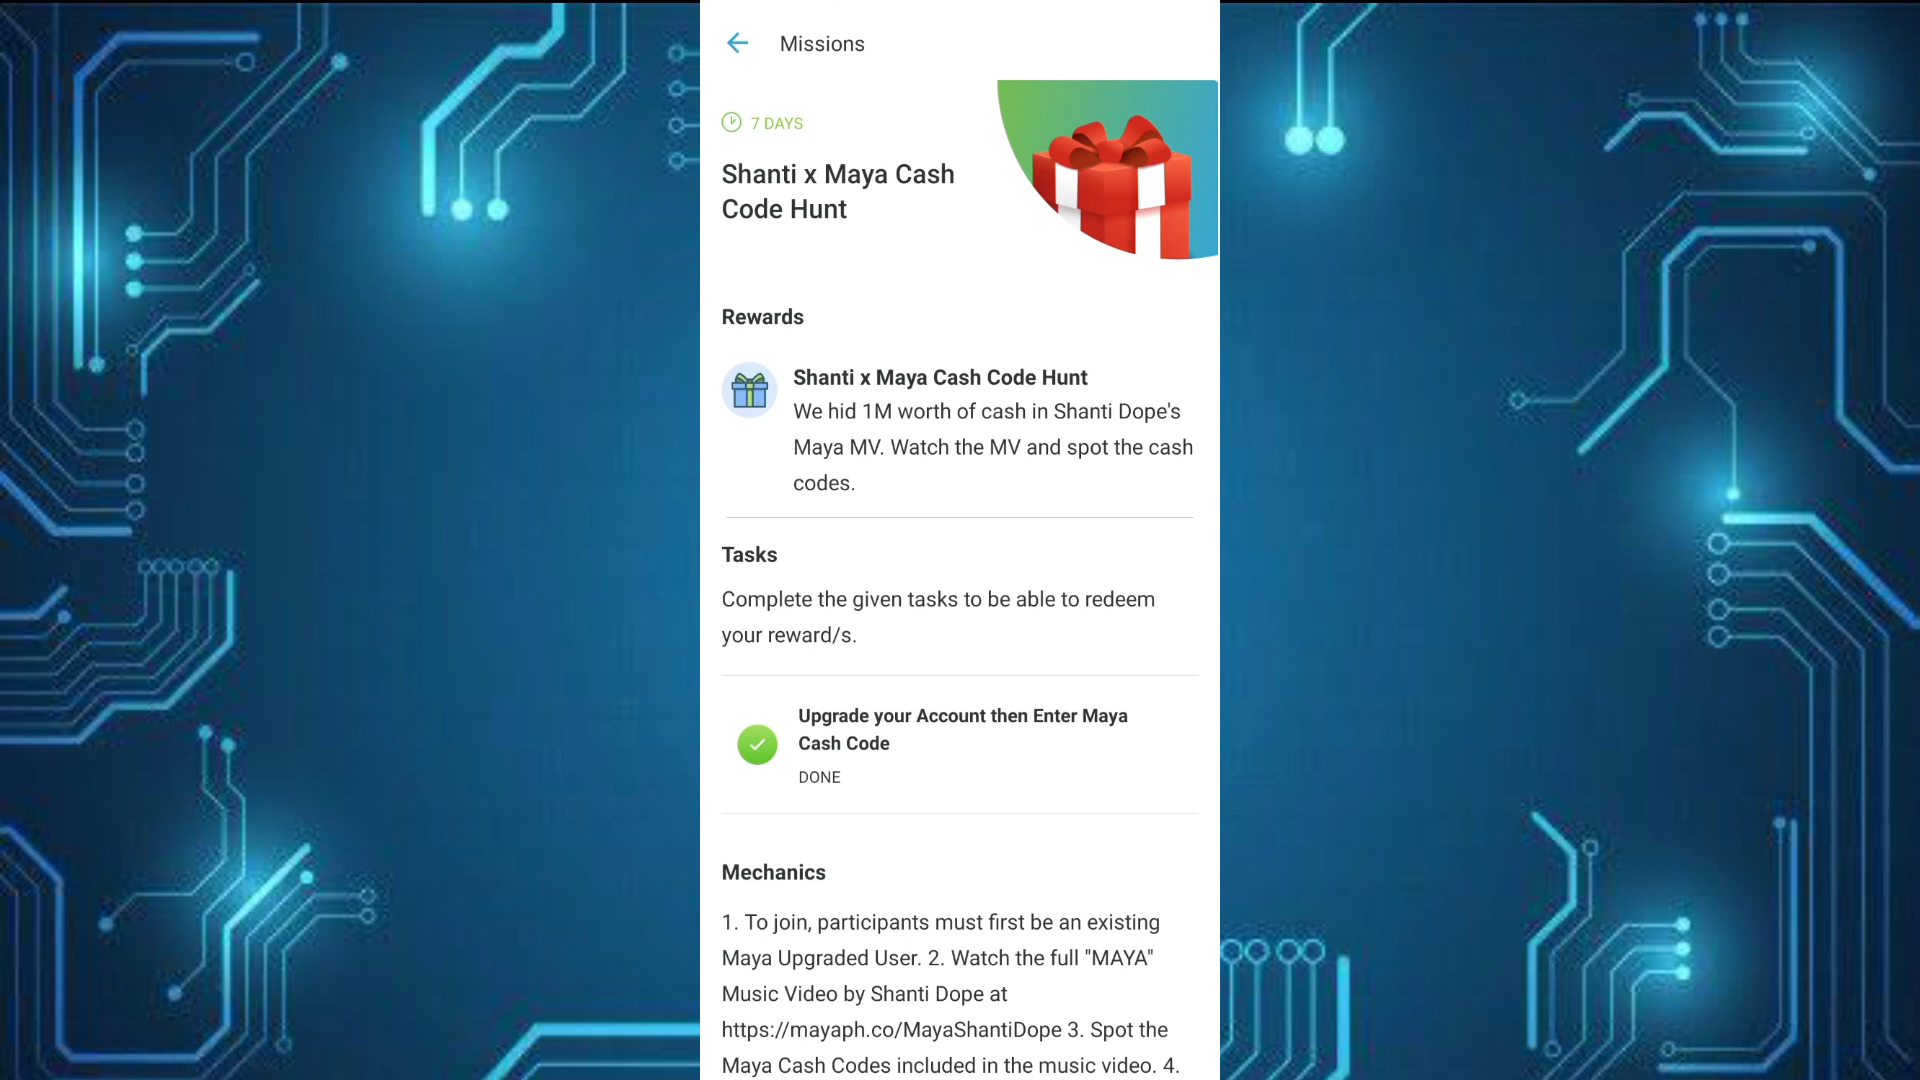 Missions
7 DAYS
Shanti x Maya Cash
Code Hunt
Rewards
Shanti x Maya Cash Code Hunt
We hid 1M worth of cash in Shanti Dope's
Maya MV. Watch the MV and spot the cash
codes.
Tasks
Complete the given tasks to be able to redeem
your reward/s.
Upgrade your Account then Enter Maya
Cash Code
DONE
Mechanics
1. To join, participants must first be an existing
Maya Upgraded User. 2. Watch the full "MAYA"
Music Video by Shanti Dope at
https://mayaph.co/MayaShantiDope 3. Spot the
Maya Cash Codes included in the music video. 4.